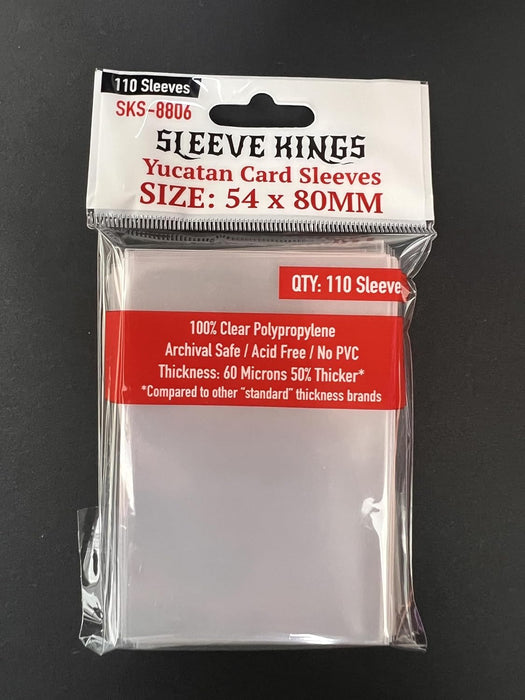 110 Sleeves
SKS-8806
SLEEVE KINGS
Yucatan Card Sleeves
SIZE: 54 x 80MM
QTY: 110 Sleeve
100% Clear Polypropylene
Archival Safe / Acid Free / No PVC
Thickness: 60 Microns 50% Thicker*
*Compared to other "standard" thickness brands